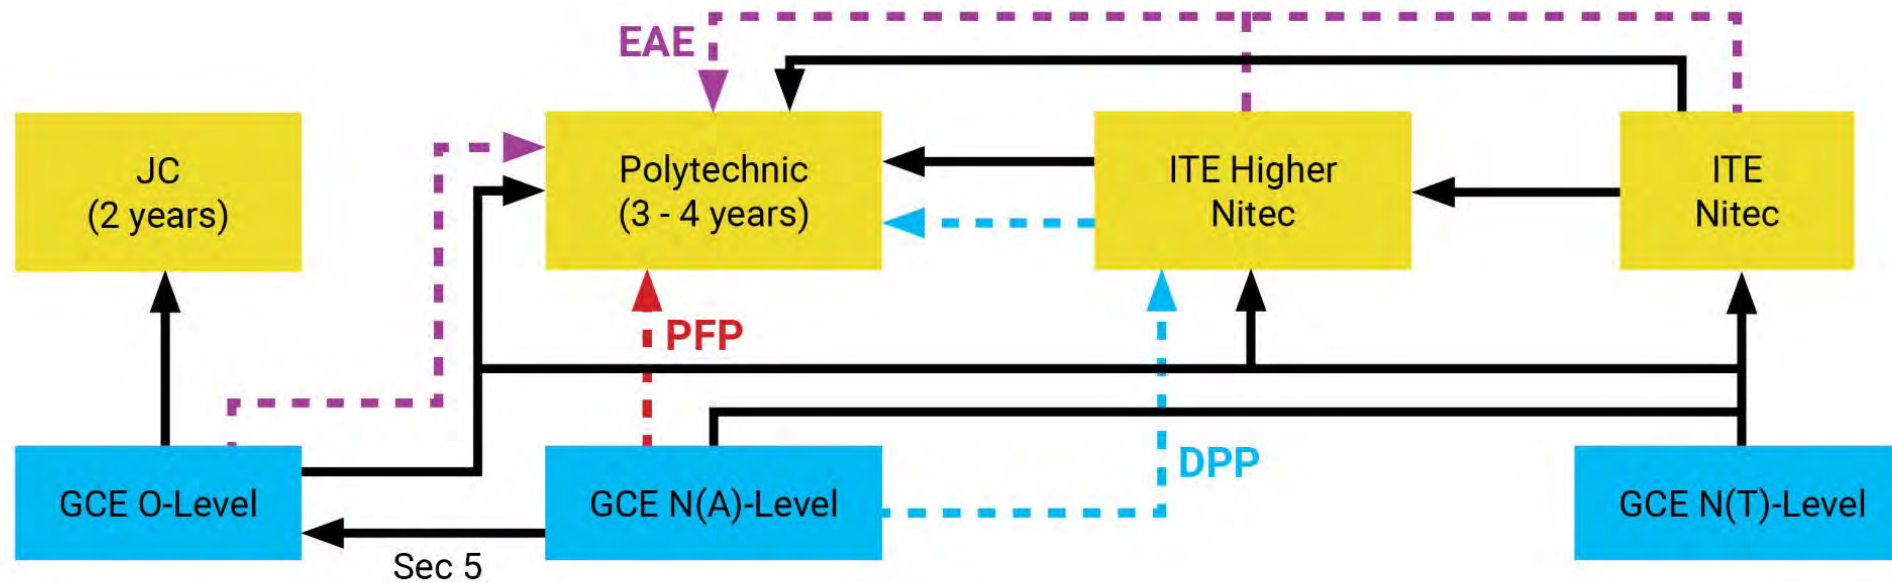 EAE
JC
(2 years)
Polytechnic
(3 - 4 years)
ITE Higher
Nitec
ITE
Nitec
PFP
DPP
GCE O-Level
GCE N(A)-Level
GCE N(T)-Level
Sec 5